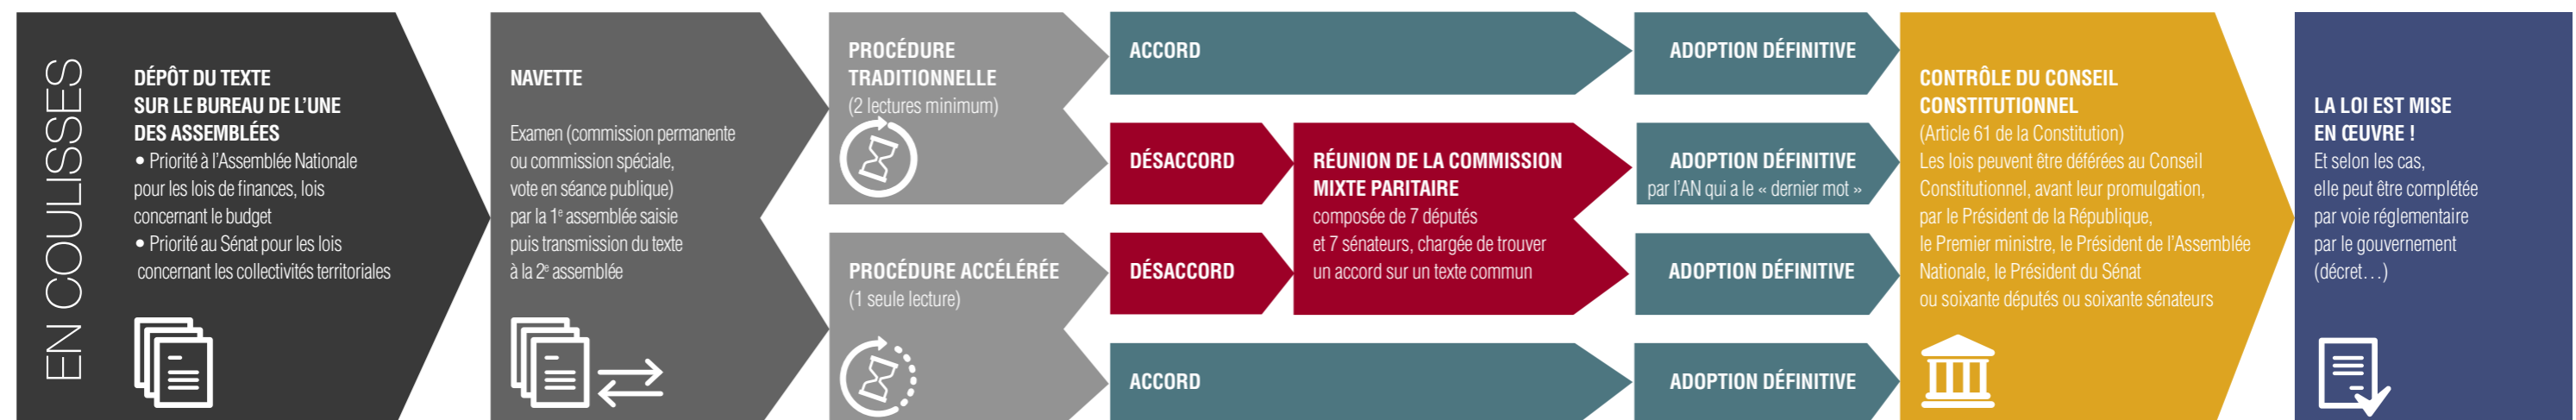 EN COULISSES
DÉPÔT DU TEXTE
SUR LE BUREAU DE L’UNE
DES ASSEMBLÉES
• Priorité à l’Assemblée Nationale
pour les lois de finances, lois
concernant le budget
• Priorité au Sénat pour les lois
concernant les collectivités territoriales
NAVETTE
Examen (commission permanente
ou commission spéciale,
vote en séance publique)
par la 1e assemblée saisie
puis transmission du texte
à la 2e assemblée
PROCÉDURE
TRADITIONNELLE
(2 lectures minimum)
PROCÉDURE ACCÉLÉRÉE
(1 seule lecture)
ACCORD
DÉSACCORD
DÉSACCORD
ACCORD
RÉUNION DE LA COMMISSION
MIXTE PARITAIRE
composée de 7 députés
et 7 sénateurs, chargée de trouver
un accord sur un texte commun
ADOPTION DÉFINITIVE
ADOPTION DÉFINITIVE
par l’AN qui a le « dernier mot »
ADOPTION DÉFINITIVE
ADOPTION DÉFINITIVE
CONTRÔLE DU CONSEIL
CONSTITUTIONNEL
(Article 61 de la Constitution)
Les lois peuvent être déférées au Conseil
Constitutionnel, avant leur promulgation,
par le Président de la République,
le Premier ministre, le Président de l’Assemblée
Nationale, le Président du Sénat
ou soixante députés ou soixante sénateurs
LA LOI EST MISE
EN ŒUVRE !
Et selon les cas,
elle peut être complétée
par voie réglementaire
par le gouvernement
(décret…)